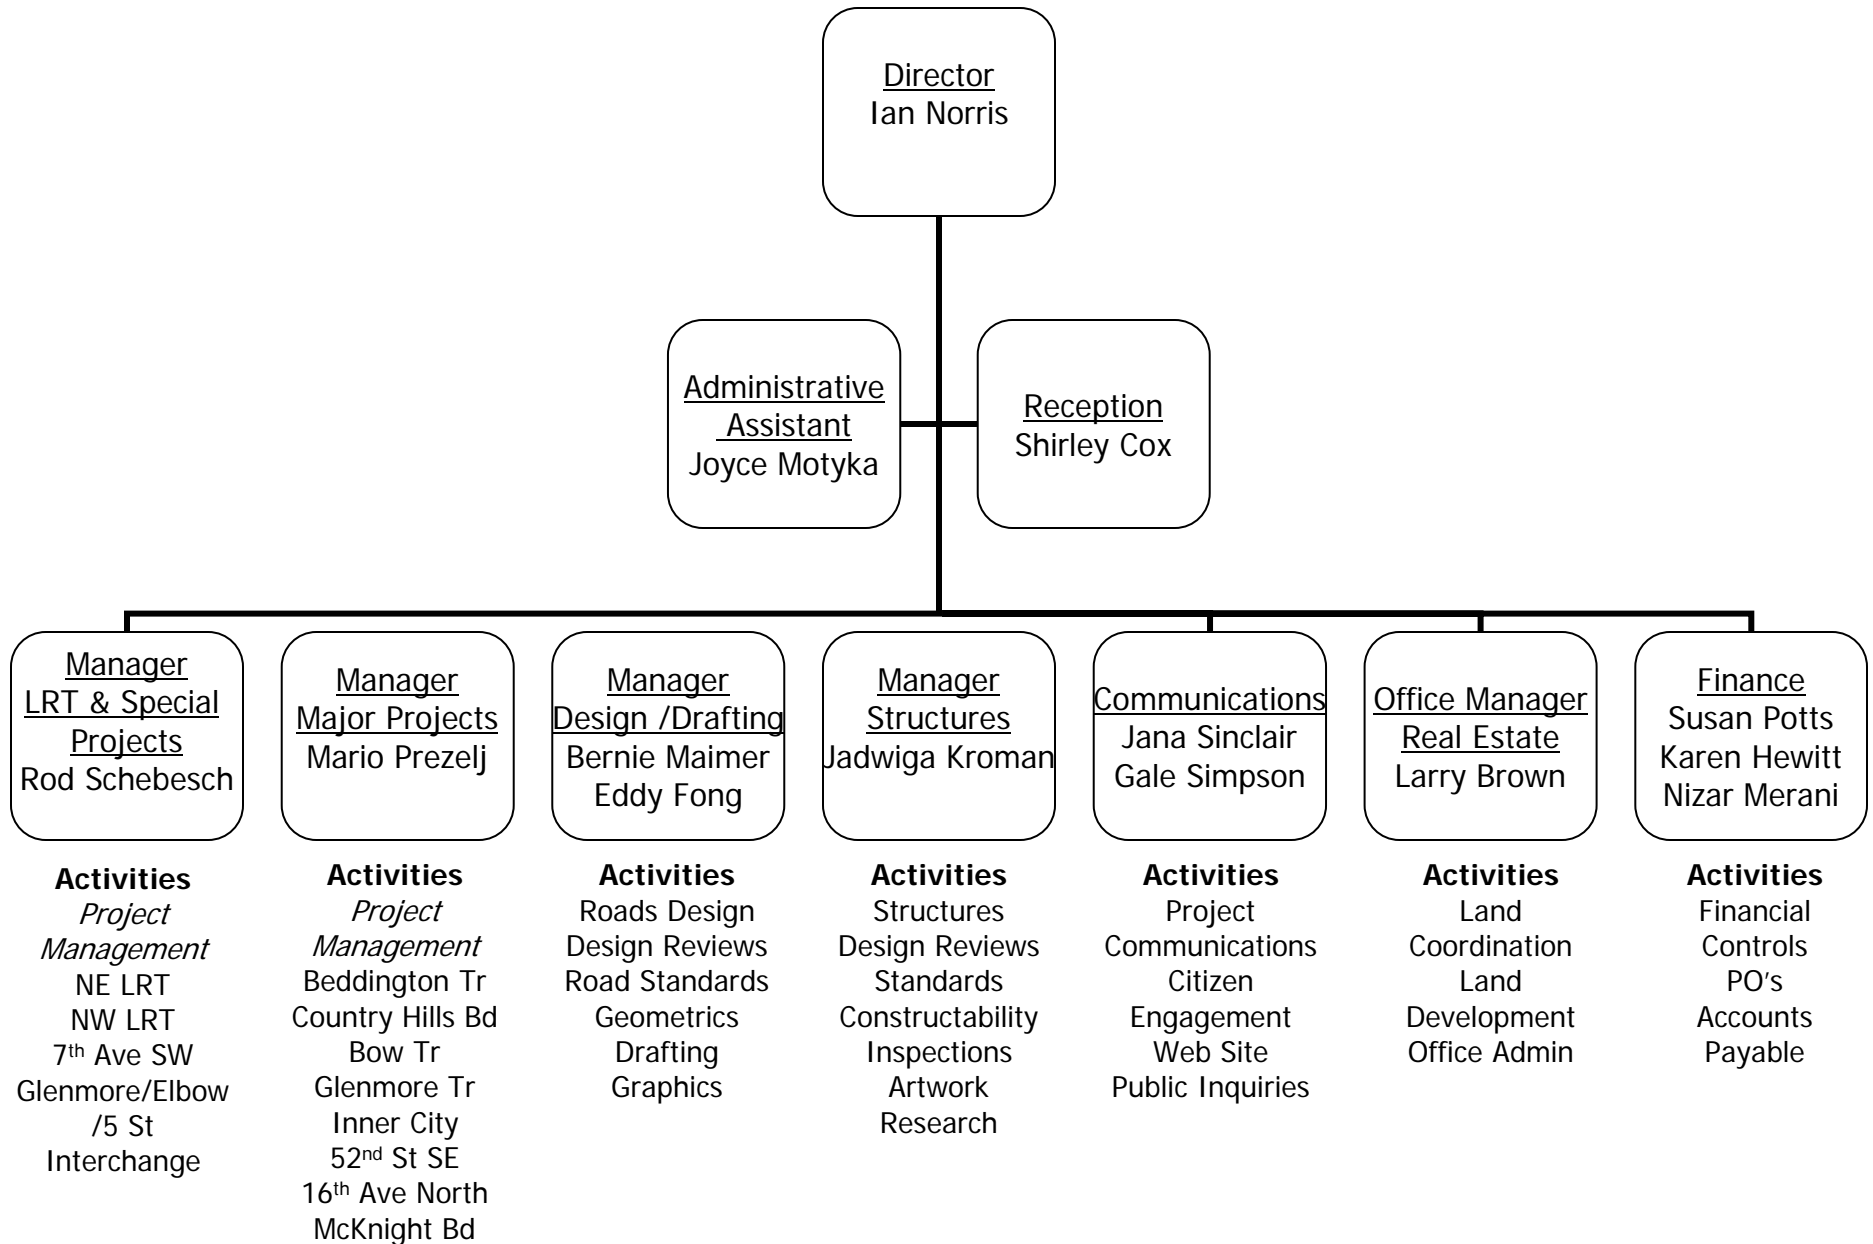 Director
Ian Norris
Administrative
Assistant
Joyce Motyka
Reception
Shirley Cox
Manager
LRT & Special
Projects
Rod Schebesch
Manager
Major Projects
Mario Prezelj
Manager
Design /Drafting
Bernie Maimer
Eddy Fong
Manager
Structures
Jadwiga Kroman
Communications
Jana Sinclair
Gale Simpson
Office Manager
Real Estate
Larry Brown
Finance
Susan Potts
Karen Hewitt
Nizar Merani
Activities
Project
Management
NE LRT
NW LRT
7th Ave SW
Glenmore/Elbow
/5 St
Interchange
Activities
Project
Management
Beddington Tr
Country Hills Bd
Bow Tr
Glenmore Tr
Inner City
52nd St SE
16th Ave North
McKnight Bd
Activities
Roads Design
Design Reviews
Road Standards
Geometrics
Drafting
Graphics
Activities
Structures
Design Reviews
Standards
Constructability
Inspections
Artwork
Research
Activities
Project
Communications
Citizen
Engagement
Web Site
Public Inquiries
Activities
Land
Coordination
Land
Development
Office Admin
Activities
Financial
Controls
PO's
Accounts
Payable